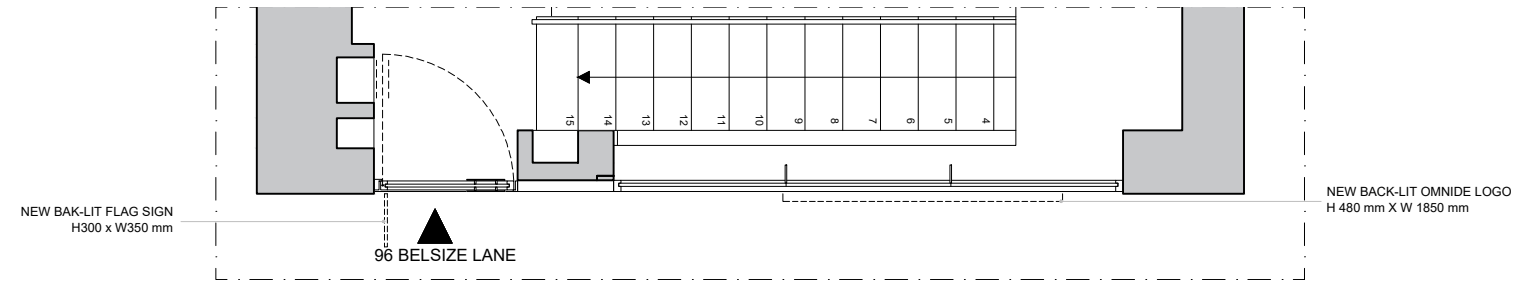 15
14
13
12
11
10
9
8
7
6
5
4
NEW BAK-LIT FLAG SIGN
H300 x W350 mm
96 BELSIZE LANE
NEW BACK-LIT OMNIDE LOGO
H 480 mm X W 1850 mm